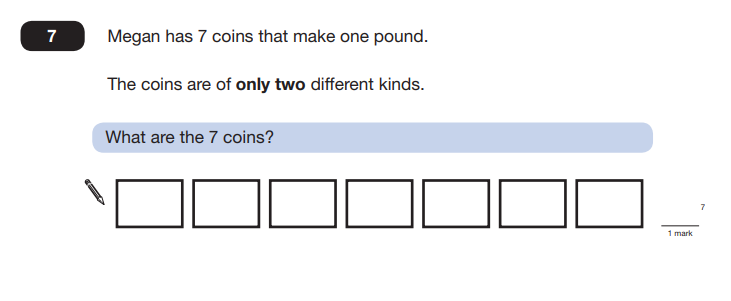 7
Megan has 7 coins that make one pound.
The coins are of only two different kinds.
What are the 7 coins?
7
1 mark